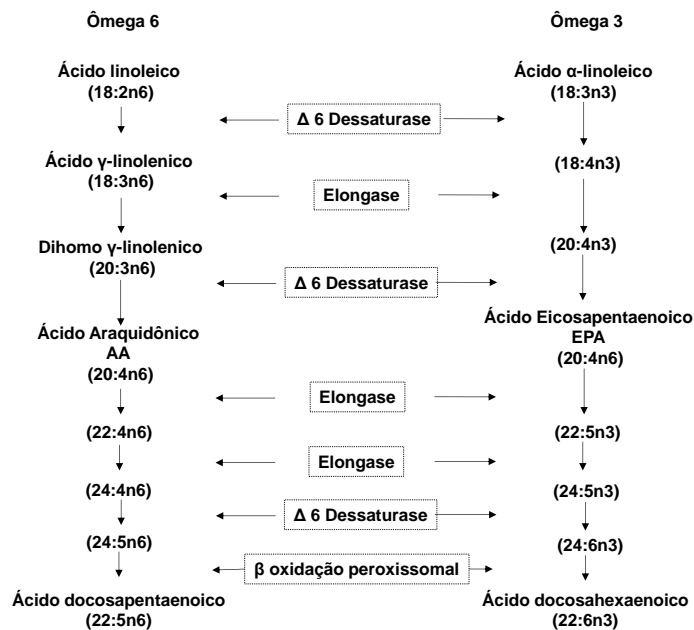 Ômega 6
Ômega 3
Ácido linoleico
(18:2n6)
Ácido α-linoleico
(18:3n3)
Δ 6 Dessaturase
Ácido γ-linolenico
(18:3n6)
(18:4n3)
Elongase
Dihomo γ-linolenico
(20:3n6)
(20:4n3)
Δ 6 Dessaturase
Ácido Araquidônico
AA
(20:4n6)
Ácido Eicosapentaenoico
EPA
(20:4n6)
Elongase
(22:4n6)
(22:5n3)
Elongase
(24:4n6)
(24:5n3)
Δ 6 Dessaturase
(24:5n6)
(24:6n3)
β oxidação peroxissomal
Ácido docosapentaenoico
(22:5n6)
Ácido docosahexaenoico
(22:6n3)